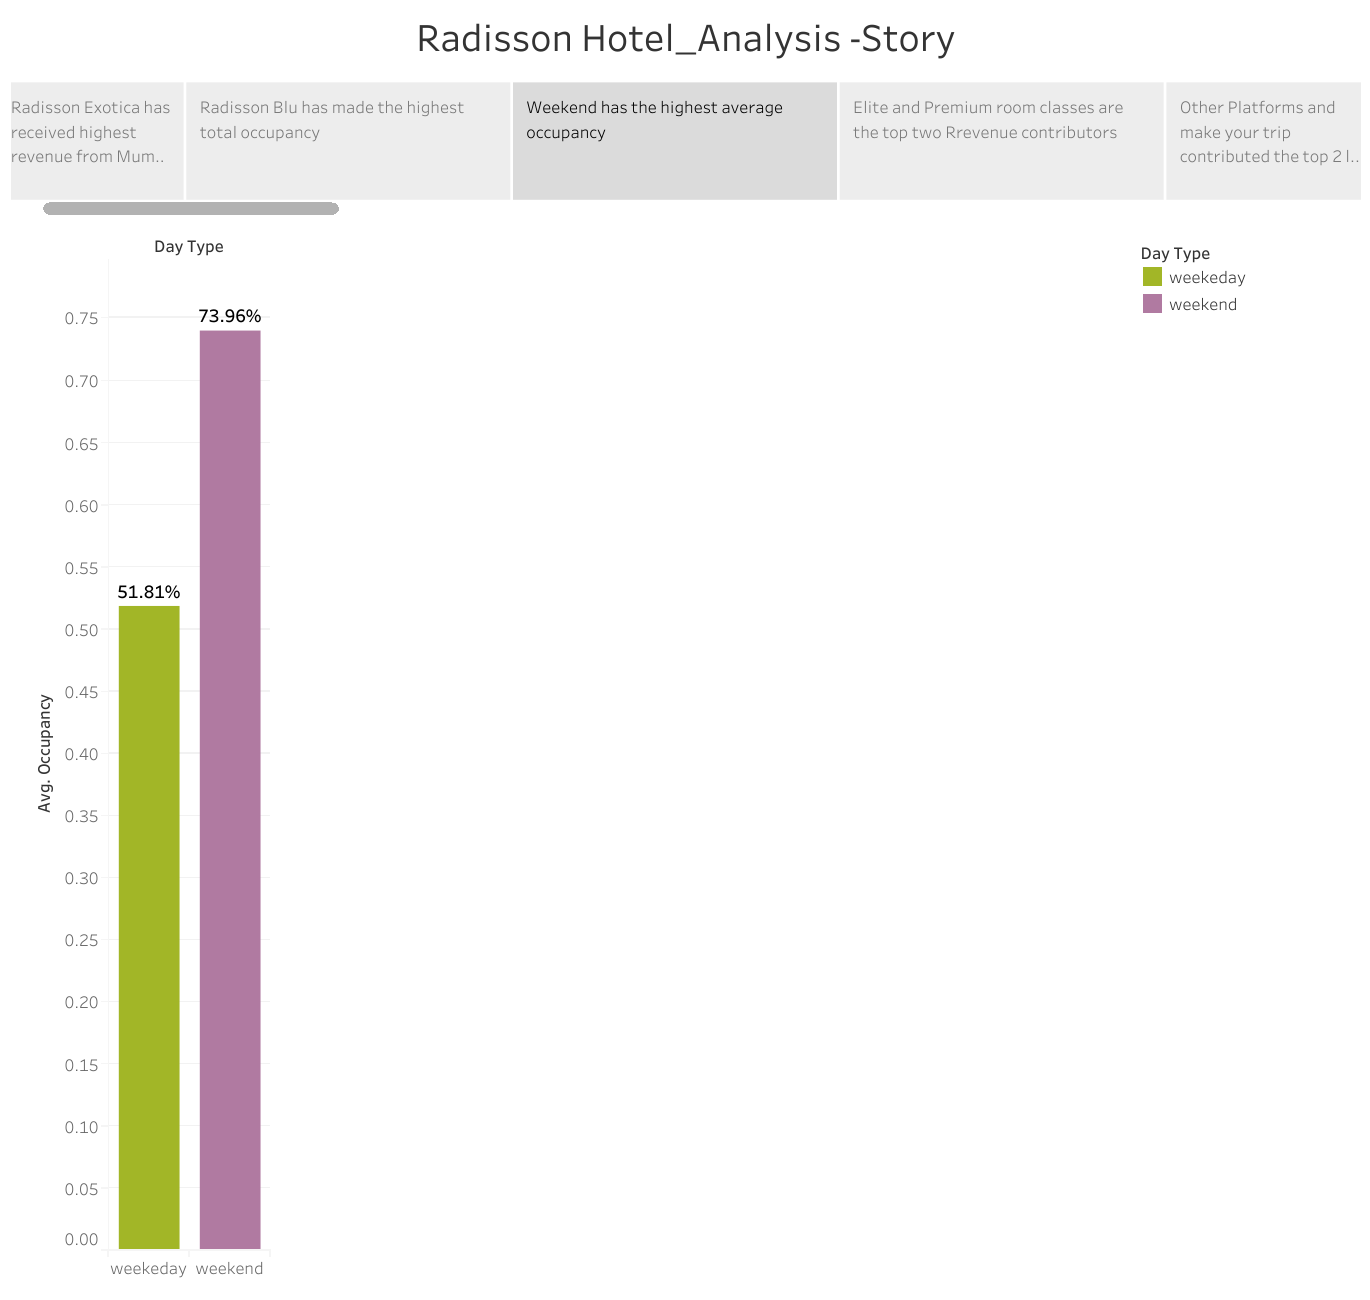 Radisson Hotel_Analysis -Story
Radisson Exotica has
received highest
revenue from Mum..
Radisson Blu has made the highest
total occupancy
Weekend has the highest average
occupancy
Elite and Premium room classes are
the top two Rrevenue contributors
Other Platforms and
make your trip
contributed the top 2 l..
Day Type
0.75
0.70
0.65
0.60
0.55
0.50
0.45
0.40
0.35
0.30
0.25
0.20
0.15
0.10
0.05
0.00
Avg. Occupancy
51.81%
73.96%
weekeday weekend
Day Type
weekeday
weekend